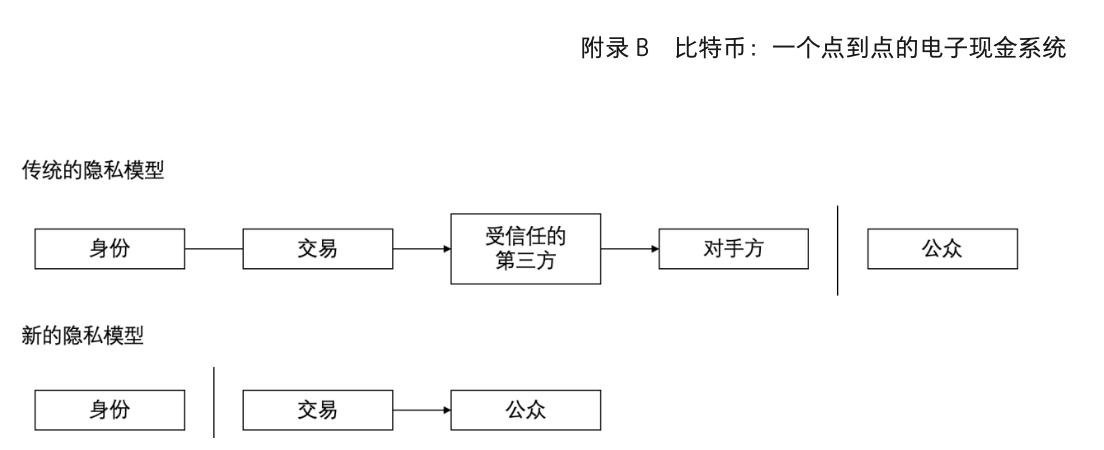 附录 B 比特币：一个点到点的电子现金系统
传统的隐私模型
身份
交易
受信任的
第三方
对手方
公众
新的隐私模型
身份
交易
公众